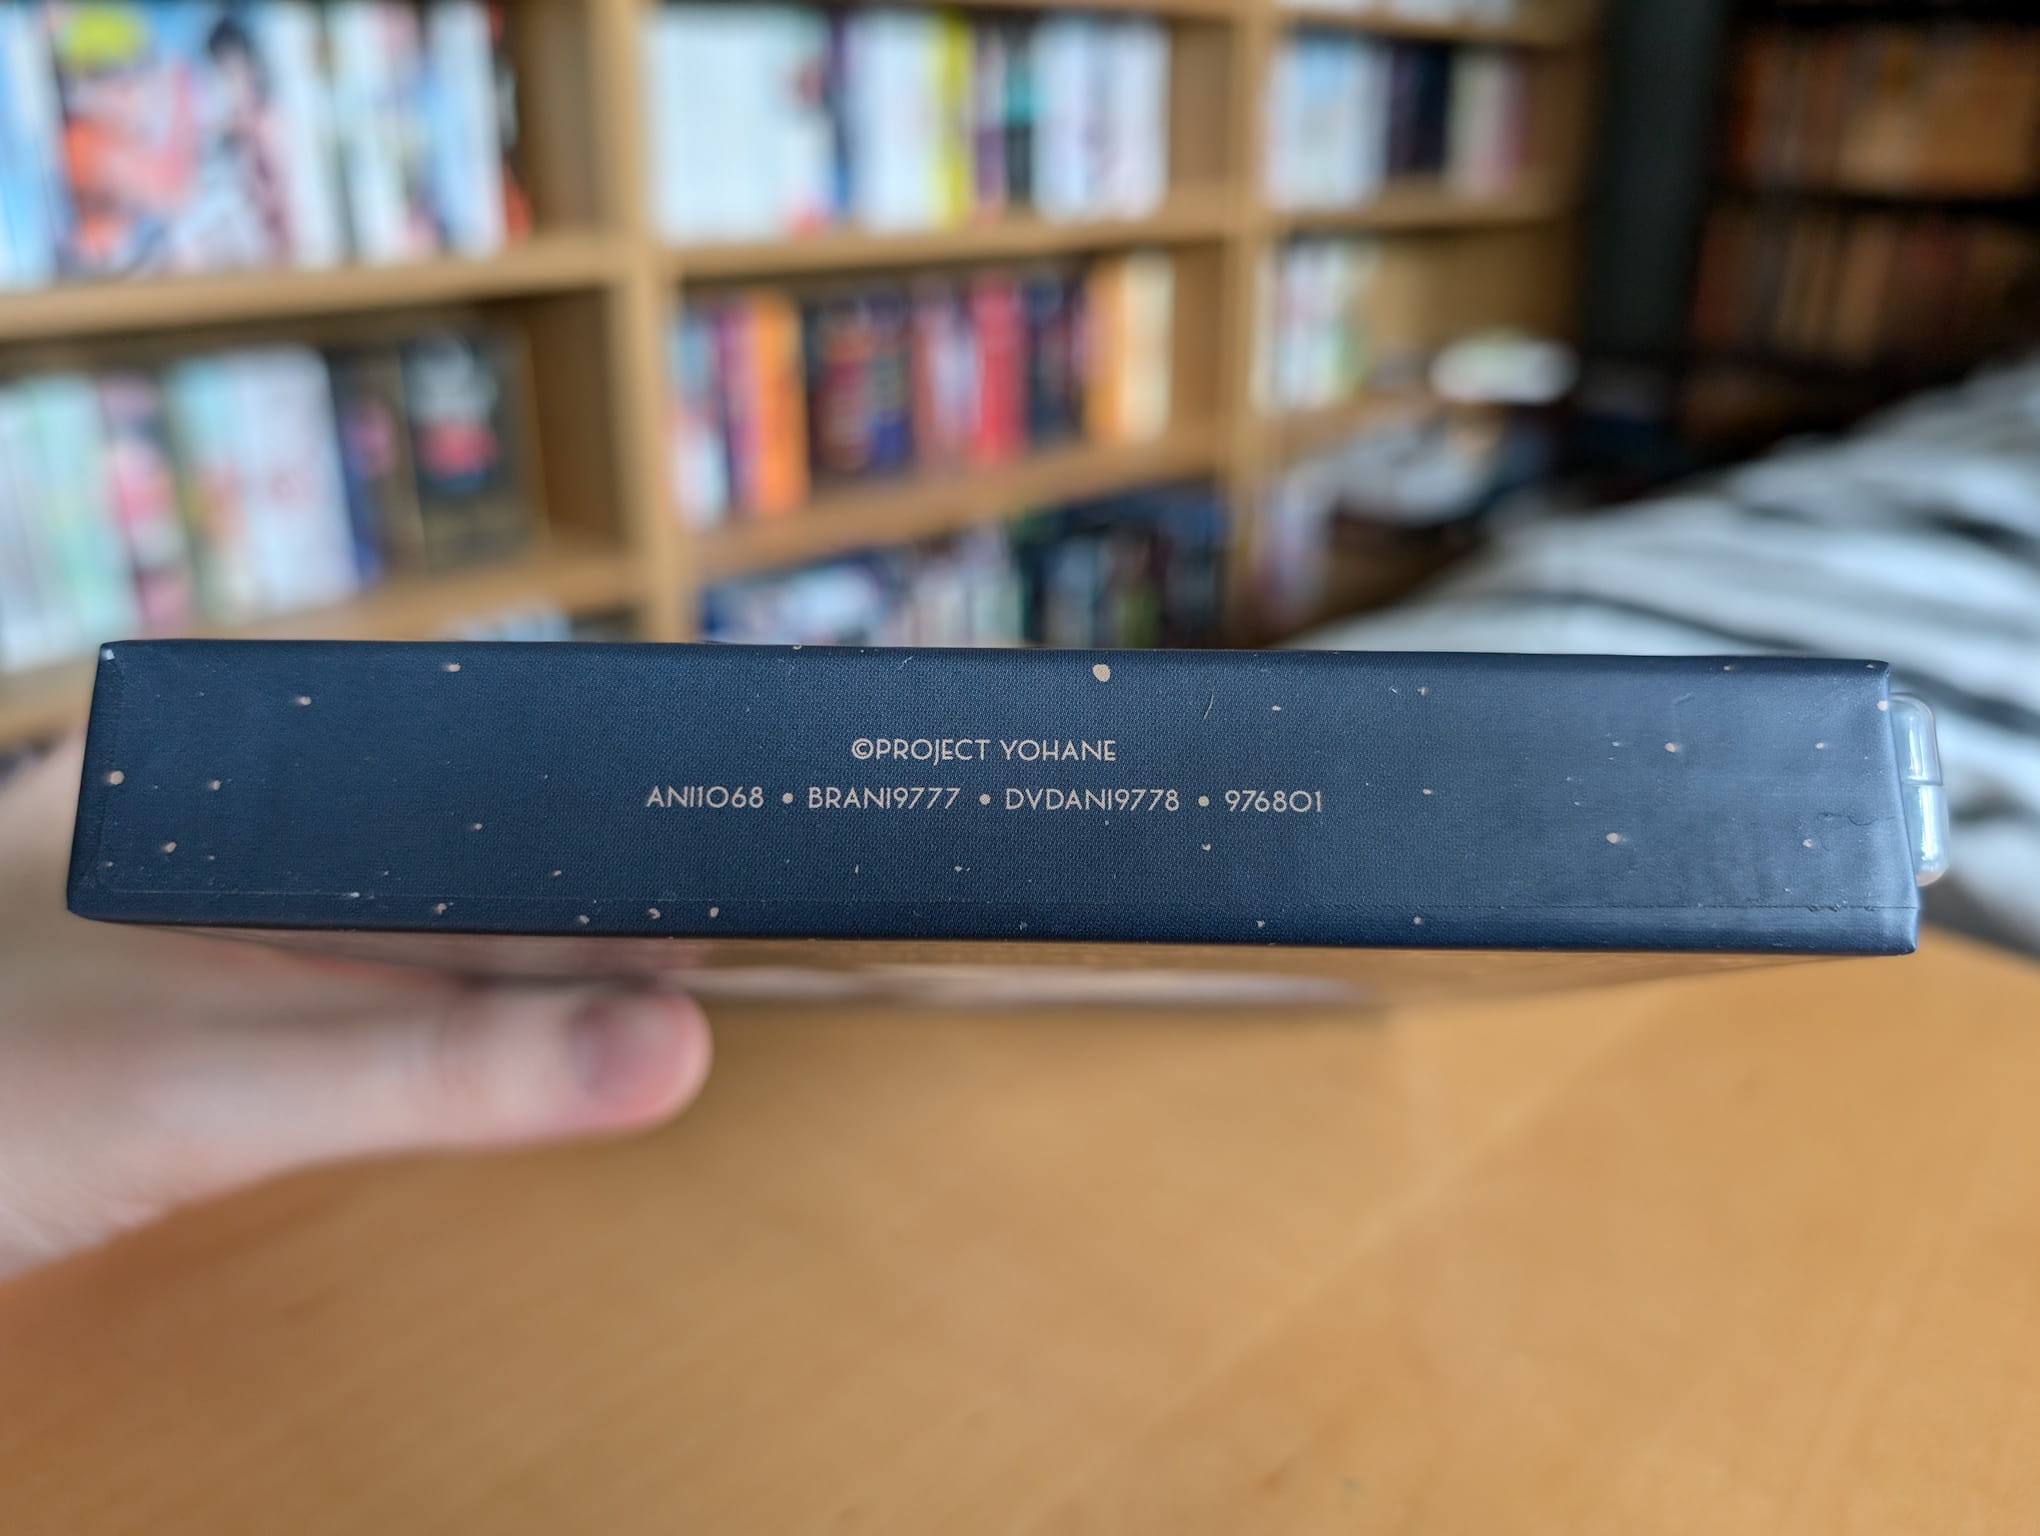 ©PROJECT YOHANE
ANI1068 • BRANI9777 • DVDANI9778 • 976801